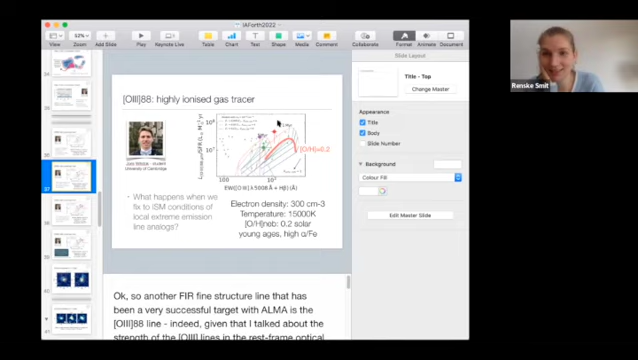 IAForth2022
View
Zoom
Add Slide
Play
Keynote Live
Table
Chart
Text
Shape
Media
Comment
Collaborate
Format
Animate
Document
Slide Layout
Title - Top
Change Master
Appearance
Title
Body
Slide Number
Background
Colour Fill
Edit Master Slide
[OIII]88: highly ionised gas tracer
University of Cambridge
[O/H]=0.2
• What happens when we
fix to ISM conditions of
local extreme emission
line analogs?
Electron density: 300 cm-3
Temperature: 15000K
[O/H]neb: 0.2 solar
young ages, high α/Fe
Ok, so another FIR fine structure line that has
been a very successful target with ALMA is the
[OIII]88 line - indeed, given that I talked about the
strength of the [OIII] lines in the rest-frame optical
Renske Smit